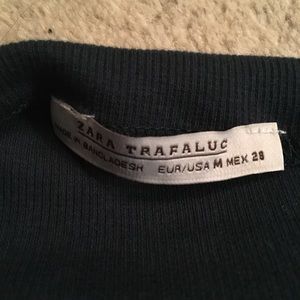 ZARA TRAFALUC
MADE IN BANGLADESH EUR/USA M MEX 28